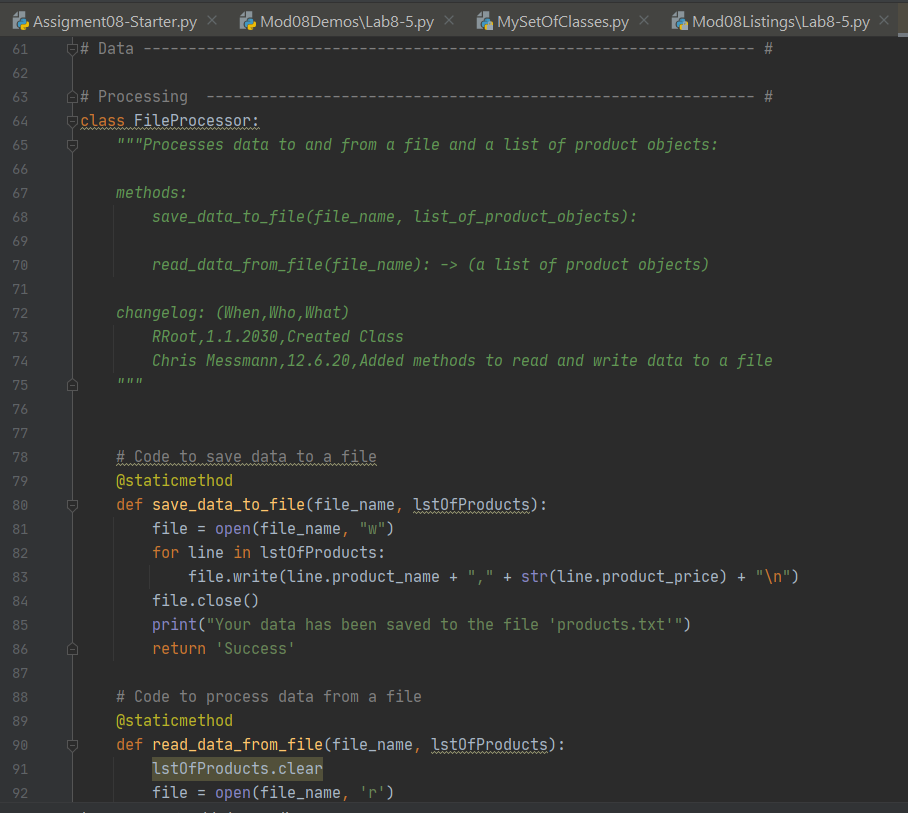 Assigment08-Starter.py × Mod08Demos\Lab8-5.py × MySetOfClasses.py × Mod08Listings\Lab8-5.py ×
61 # Data -------------------------------------------------------------------- #
62
63 # Processing  ------------------------------------------------------------- #
64 class FileProcessor:
65     """Processes data to and from a file and a list of product objects:
66
67     methods:
68         save_data_to_file(file_name, list_of_product_objects):
69
70         read_data_from_file(file_name): -> (a list of product objects)
71
72     changelog: (When,Who,What)
73         RRoot,1.1.2030,Created Class
74         Chris Messmann,12.6.20,Added methods to read and write data to a file
75     """
76
77
78     # Code to save data to a file
79     @staticmethod
80     def save_data_to_file(file_name, lstOfProducts):
81         file = open(file_name, "w")
82         for line in lstOfProducts:
83             file.write(line.product_name + "," + str(line.product_price) + "\n")
84         file.close()
85         print("Your data has been saved to the file 'products.txt'")
86         return 'Success'
87
88     # Code to process data from a file
89     @staticmethod
90     def read_data_from_file(file_name, lstOfProducts):
91         lstOfProducts.clear
92         file = open(file_name, 'r')